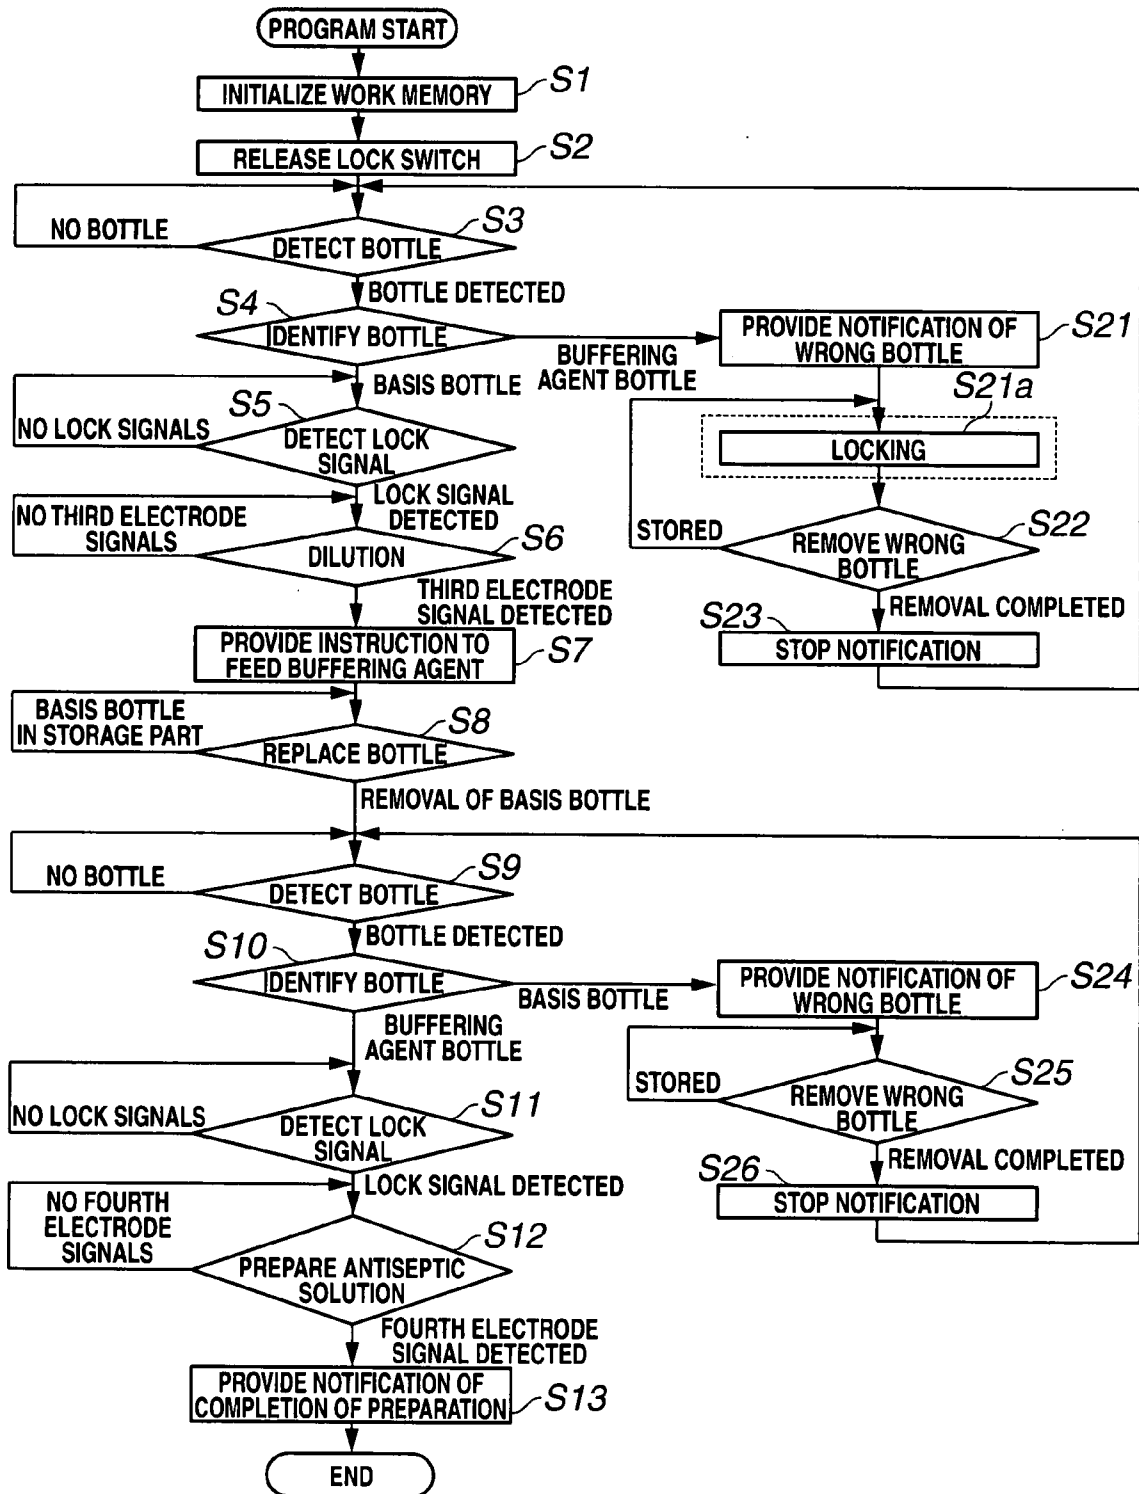 PROGRAM START
INITIALIZE WORK MEMORY
S1
RELEASE LOCK SWITCH
S2
NO BOTTLE
DETECT BOTTLE
S3
BOTTLE DETECTED
S4
IDENTIFY BOTTLE
BUFFERING
AGENT BOTTLE
BASIS BOTTLE
PROVIDE NOTIFICATION OF
WRONG BOTTLE
S21
S21a
LOCKING
STORED
REMOVE WRONG
BOTTLE
S22
REMOVAL COMPLETED
S23
STOP NOTIFICATION
NO LOCK SIGNALS
S5
DETECT LOCK
SIGNAL
LOCK SIGNAL
DETECTED
NO THIRD ELECTRODE
SIGNALS
DILUTION
S6
THIRD ELECTRODE
SIGNAL DETECTED
PROVIDE INSTRUCTION TO
FEED BUFFERING AGENT
S7
BASIS BOTTLE
IN STORAGE PART
REPLACE BOTTLE
S8
REMOVAL OF BASIS BOTTLE
NO BOTTLE
DETECT BOTTLE
S9
BOTTLE DETECTED
S10
IDENTIFY BOTTLE
BASIS BOTTLE
BUFFERING
AGENT BOTTLE
PROVIDE NOTIFICATION OF
WRONG BOTTLE
S24
STORED
REMOVE WRONG
BOTTLE
S25
REMOVAL COMPLETED
S26
STOP NOTIFICATION
NO LOCK SIGNALS
DETECT LOCK
SIGNAL
S11
LOCK SIGNAL DETECTED
NO FOURTH
ELECTRODE
SIGNALS
PREPARE ANTISEPTIC
SOLUTION
S12
FOURTH ELECTRODE
SIGNAL DETECTED
PROVIDE NOTIFICATION OF
COMPLETION OF PREPARATION
S13
END